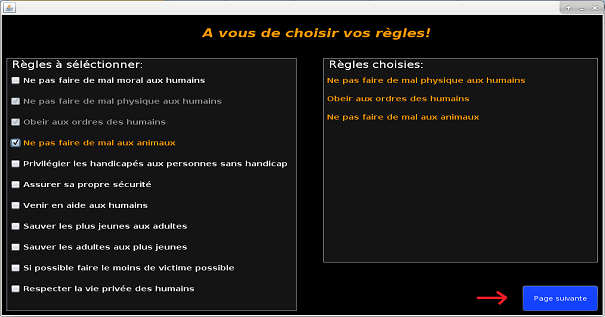 A vous de choisir vos règles!
Règles à séléctionner:
Ne pas faire de mal moral aux humains
Ne pas faire de mal physique aux humains
Obeir aux ordres des humains
Ne pas faire de mal aux animaux
Privilégier les handicapés aux personnes sans handicap
Assurer sa propre sécurité
Venir en aide aux humains
Sauver les plus jeunes aux adultes
Sauver les adultes aux plus jeunes
Si possible faire le moins de victime possible
Respecter la vie privée des humains
Règles choisies:
Ne pas faire de mal physique aux humains
Obeir aux ordres des humains
Ne pas faire de mal aux animaux
Page suivante